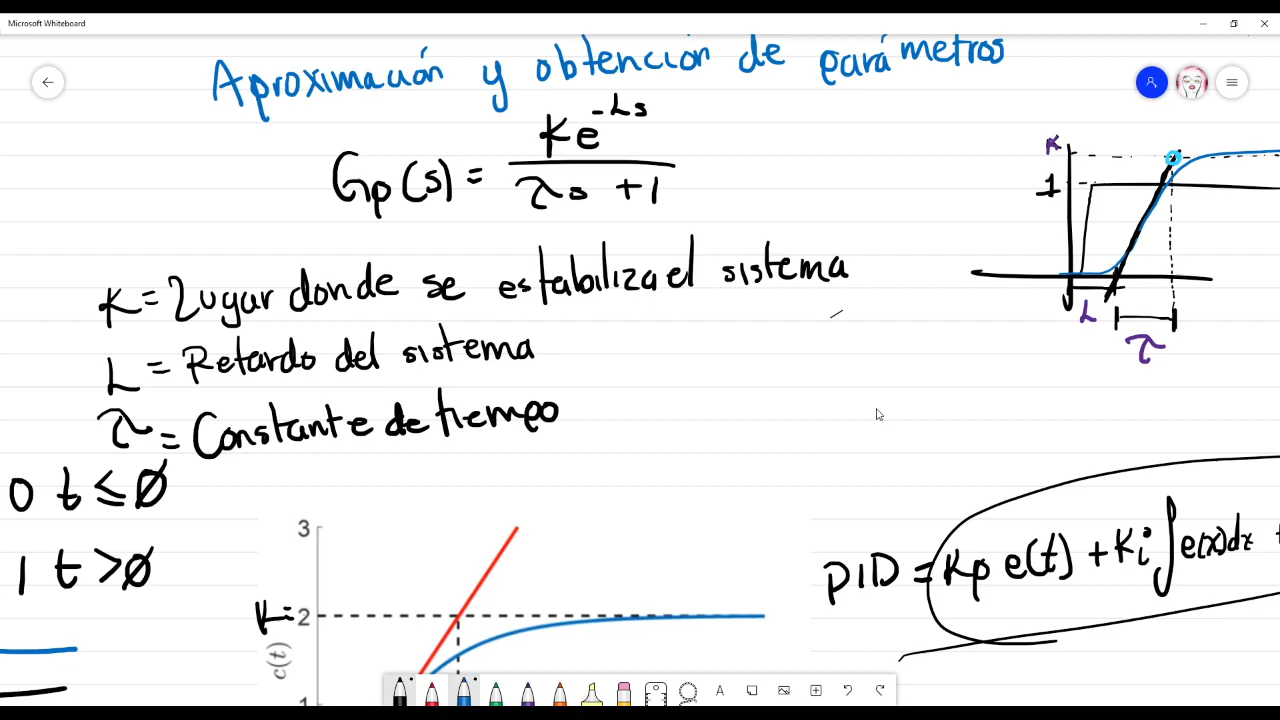 Microsoft Whiteboard
Aproximación y obtención de parámetros
Gp(s) = Ke^-Ls / τs + 1
K
1
L
τ
K = Lugar donde se estabiliza el sistema
L = Retardo del sistema
τ = Constante de tiempo
0 t ≤ 0
1 t > 0
3
K = 2
c(t)
1
PID = Kp e(t) + Ki ∫e(x)dx +
A